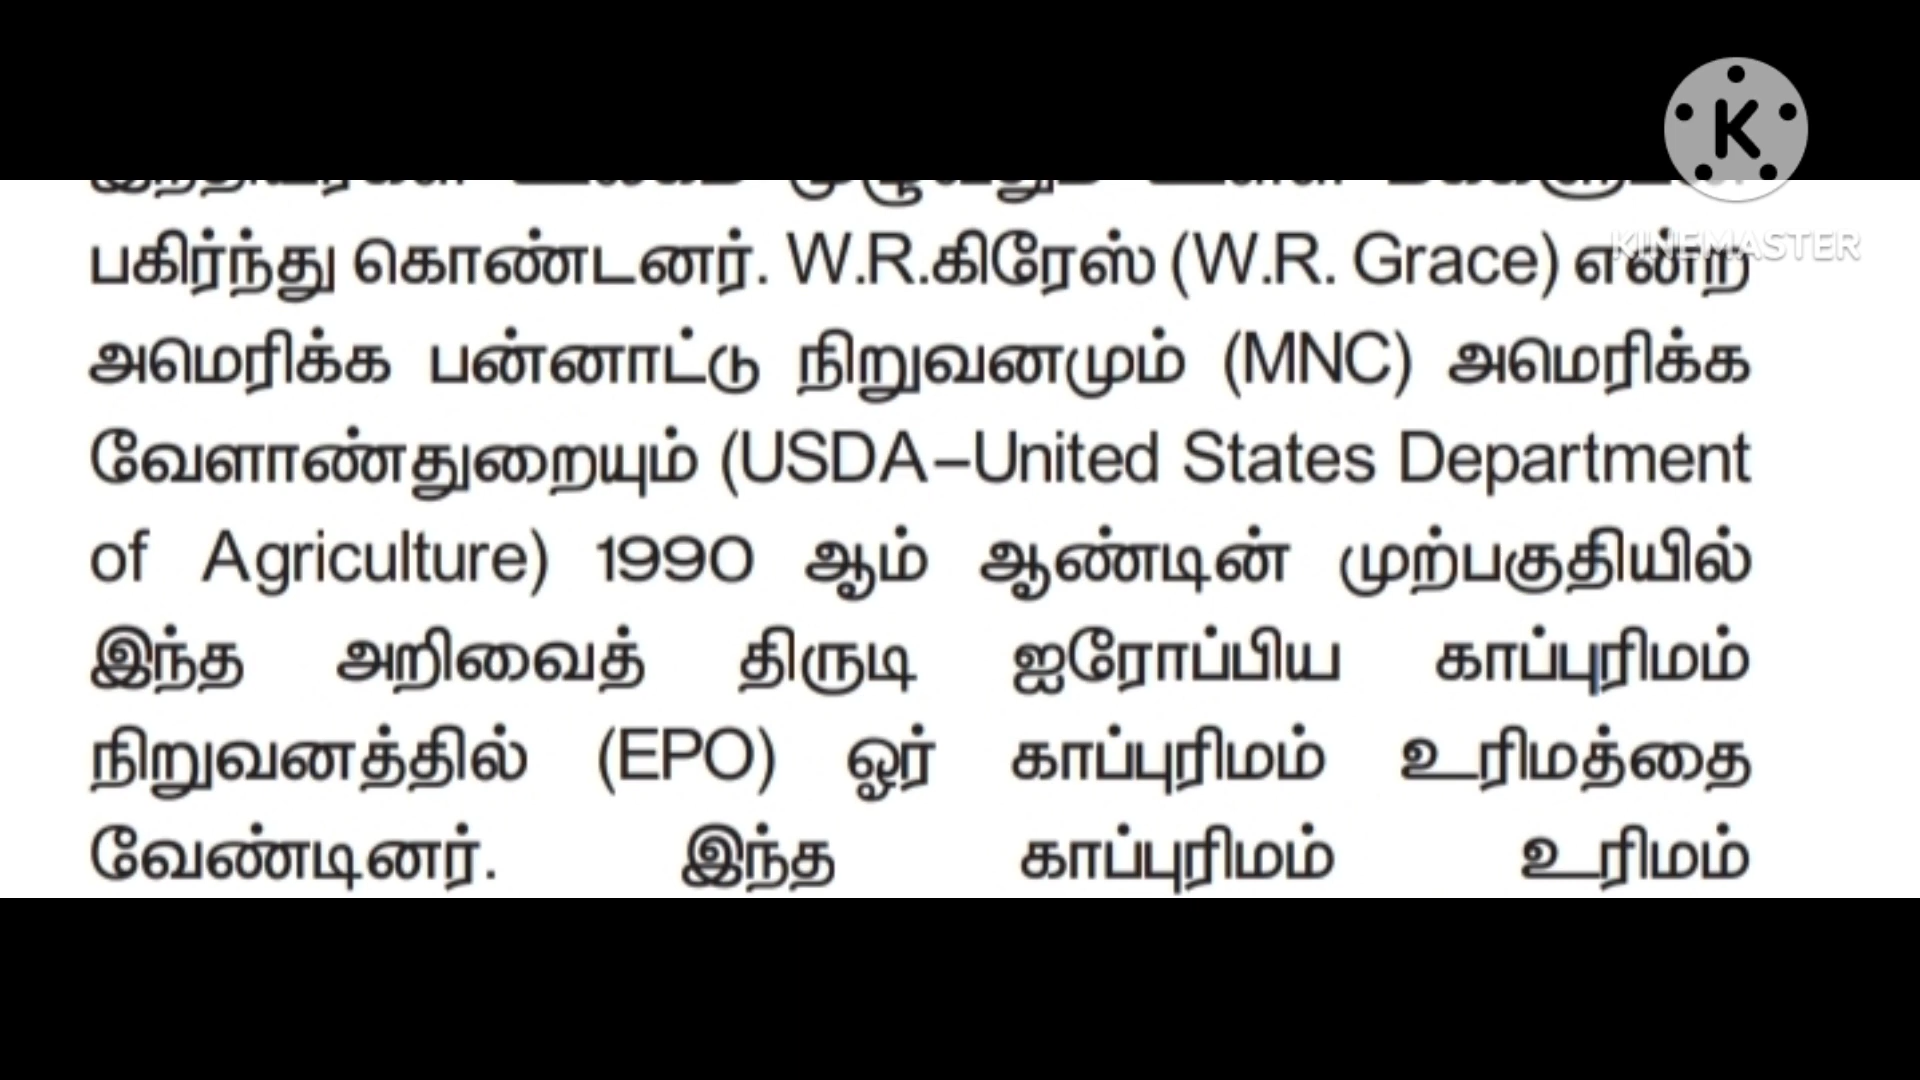 பகிர்ந்து கொண்டனர். W.R.கிரேஸ் (W.R. Grace) என்ற
அமெரிக்க பன்னாட்டு நிறுவனமும் (MNC) அமெரிக்க
வேளாண்துறையும் (USDA–United States Department
of Agriculture) 1990 ஆம் ஆண்டின் முற்பகுதியில்
இந்த அறிவைத் திருடி ஐரோப்பிய காப்புரிமம்
நிறுவனத்தில் (EPO) ஓர் காப்புரிமம் உரிமத்தை
வேண்டினர். இந்த காப்புரிமம் உரிமம்
K
KINEMASTER